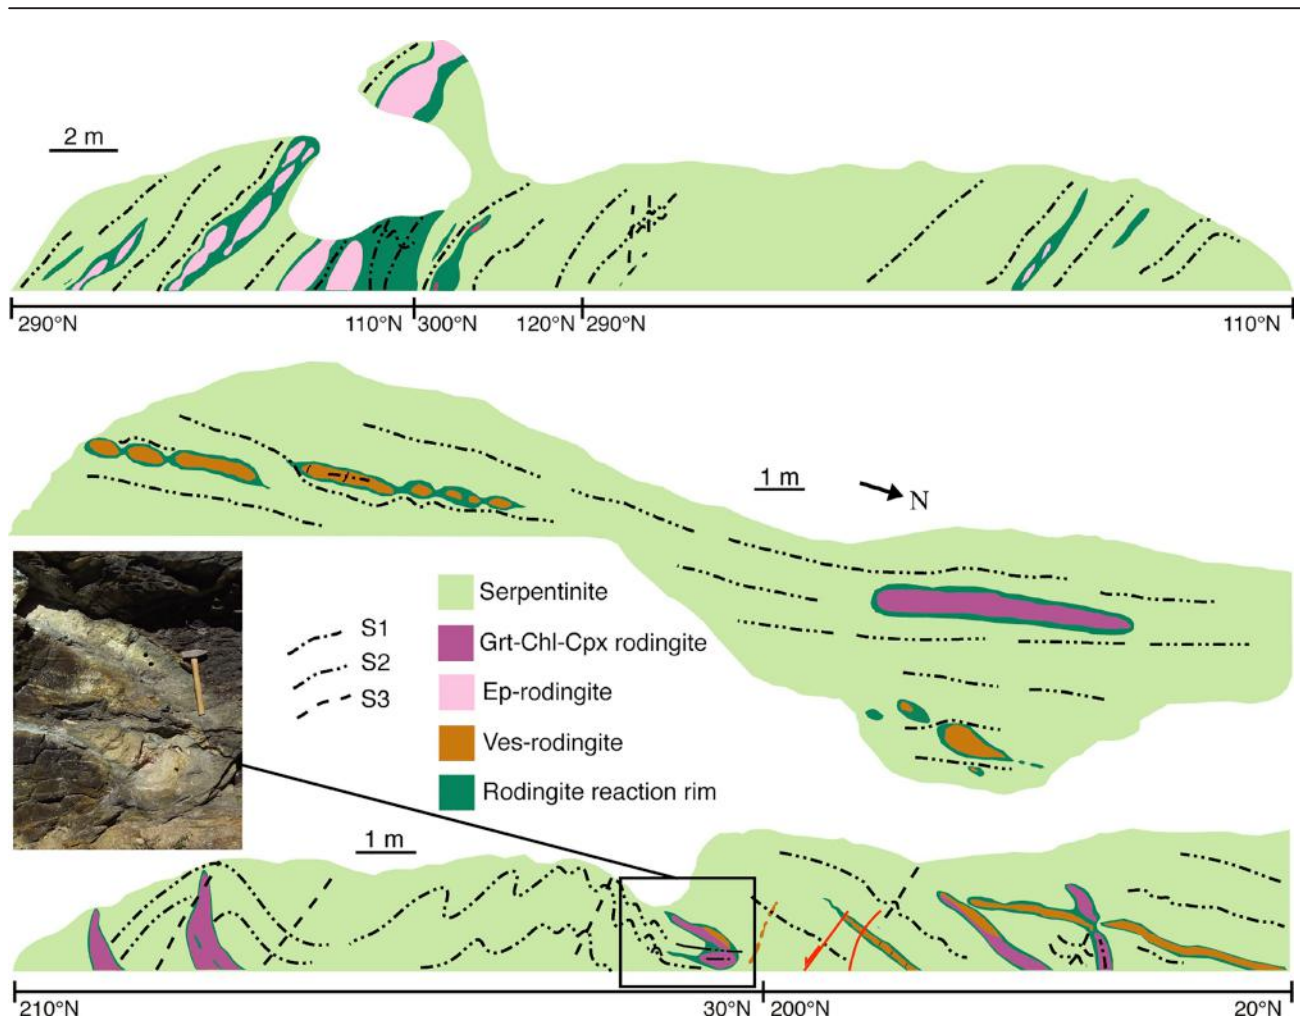 2 m
290°N 110°N 300°N 120°N 290°N 110°N
1 m
N
Serpentinite
S1
Grt-Chl-Cpx rodingite
S2
Ep-rodingite
S3
Ves-rodingite
Rodingite reaction rim
1 m
210°N 30°N 200°N 20°N